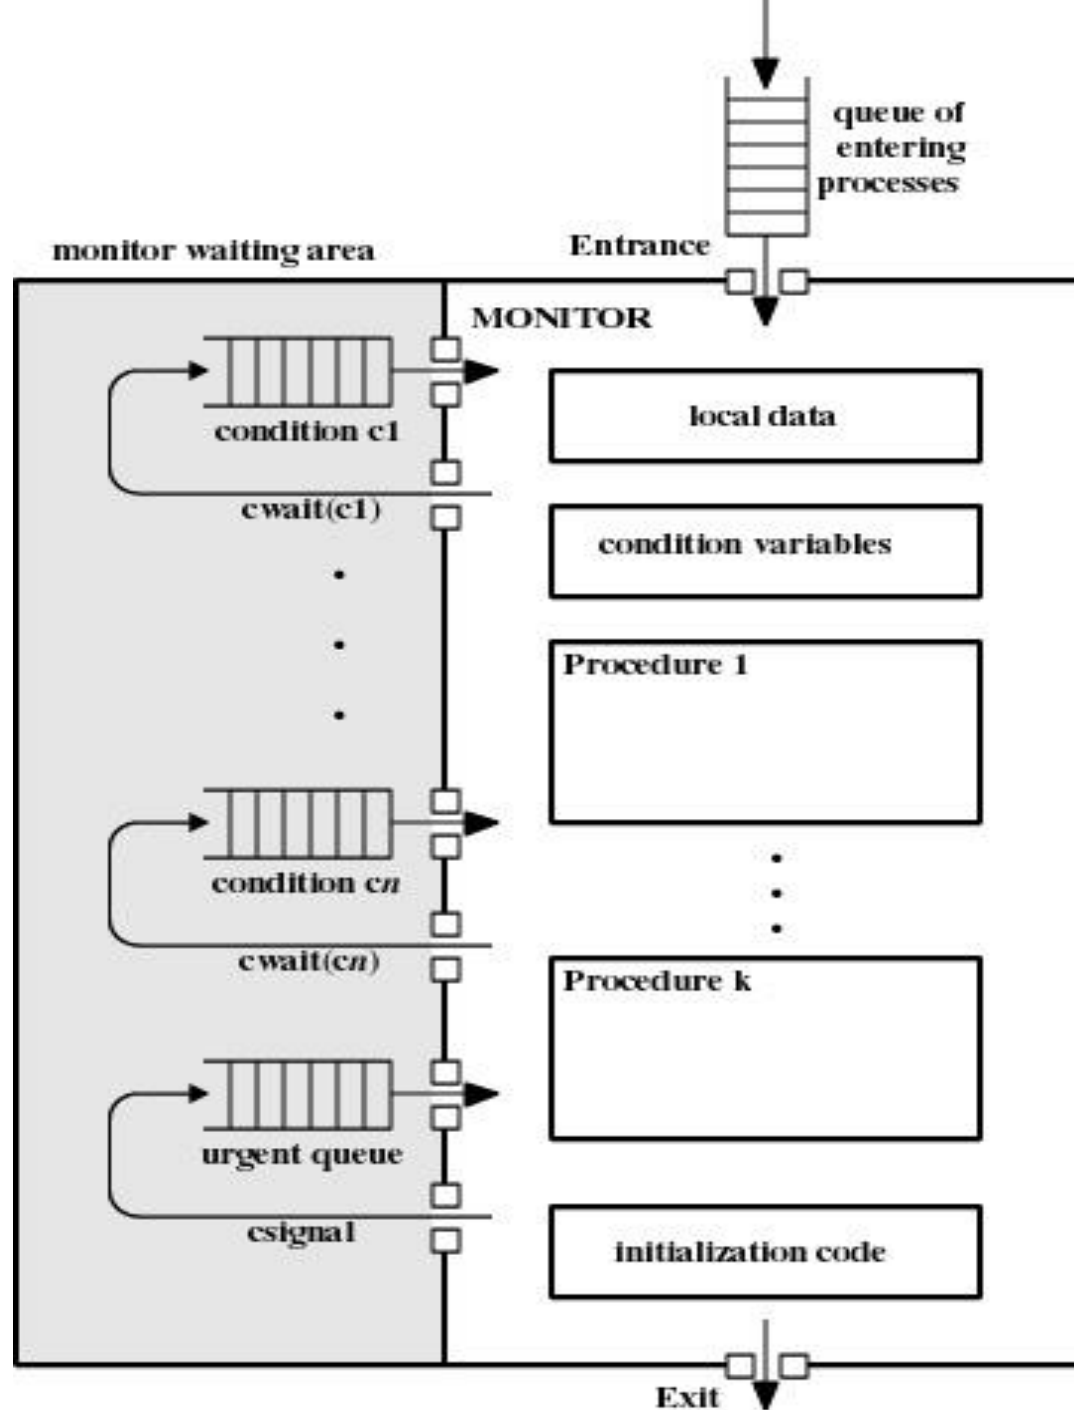 queue of
entering
processes
Entrance
monitor waiting area
MONITOR
condition c1
cwait(c1)
local data
condition variables
Procedure 1
condition cn
cwait(cn)
Procedure k
urgent queue
csignal
initialization code
Exit